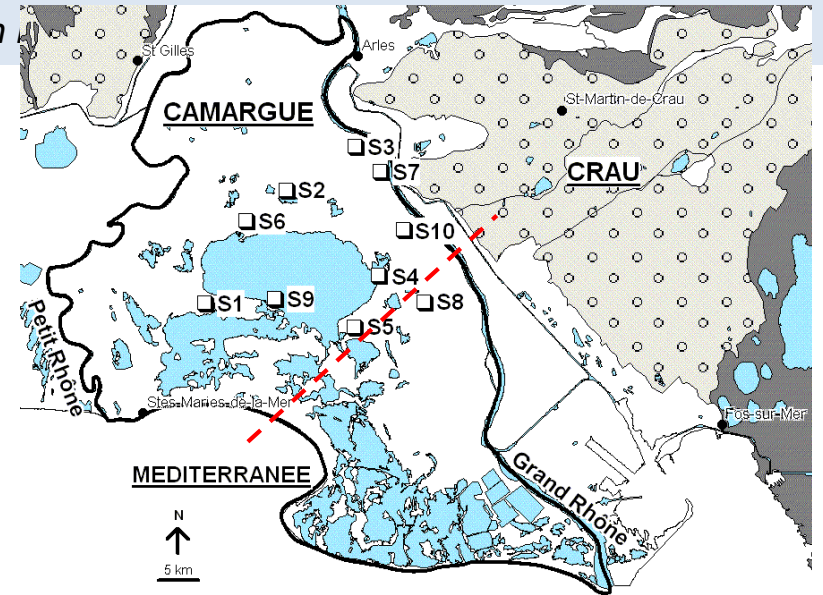 n
St Gilles
Arles
CAMARGUE
St-Martin-de-Crau
S3
CRAU
S7
S2
S6
S10
S4
S1
S9
S8
S5
Petit Rhône
Stes-Maries-de-la-Mer
Fos-sur-Mer
MEDITERRANEE
Grand Rhône
N
5 km